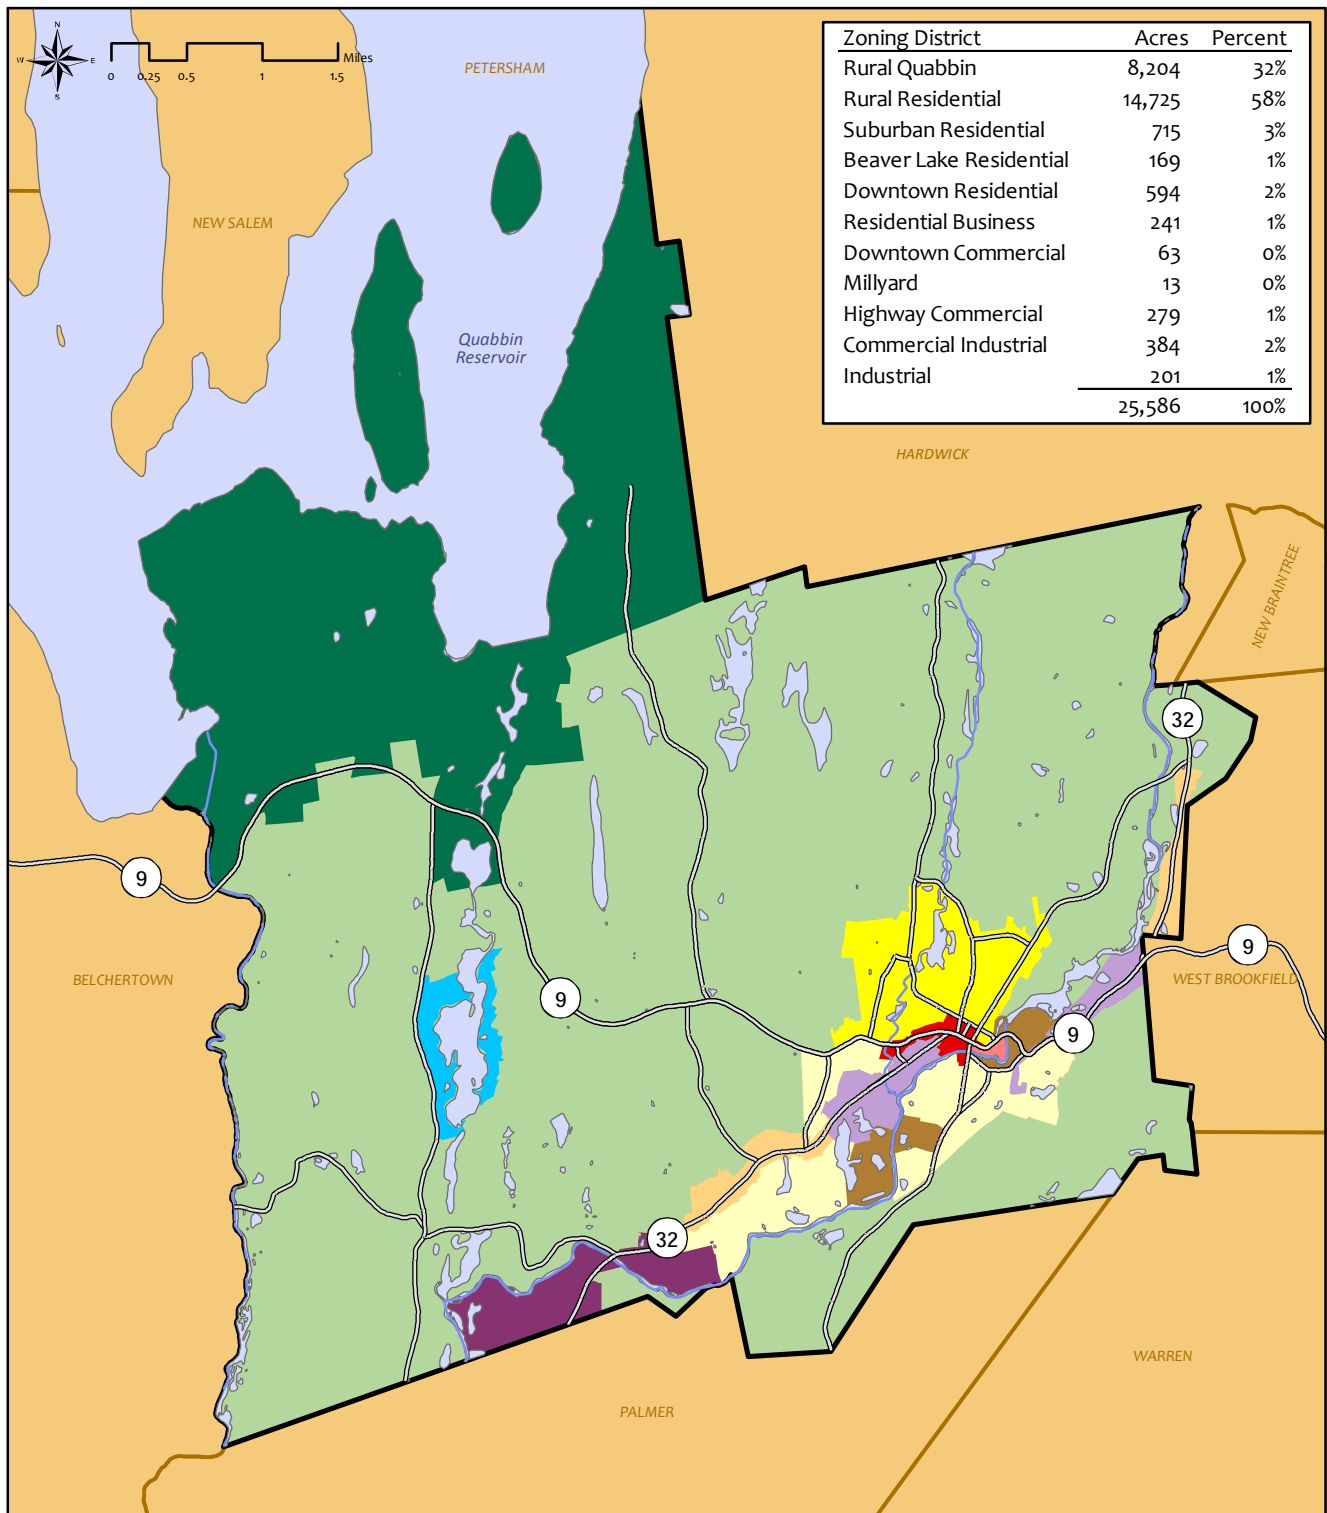 N
W E
S
0 0.25 0.5 1 1.5 Miles
Zoning District Acres Percent
Rural Quabbin 8,204 32%
Rural Residential 14,725 58%
Suburban Residential 715 3%
Beaver Lake Residential 169 1%
Downtown Residential 594 2%
Residential Business 241 1%
Downtown Commercial 63 0%
Millyard 13 0%
Highway Commercial 279 1%
Commercial Industrial 384 2%
Industrial 201 1%
25,586 100%
PETERSHAM
NEW SALEM
Quabbin
Reservoir
HARDWICK
NEW BRAINTREE
32
9
9
BELCHERTOWN
WEST BROOKFIELD
9
9
32
WARREN
PALMER